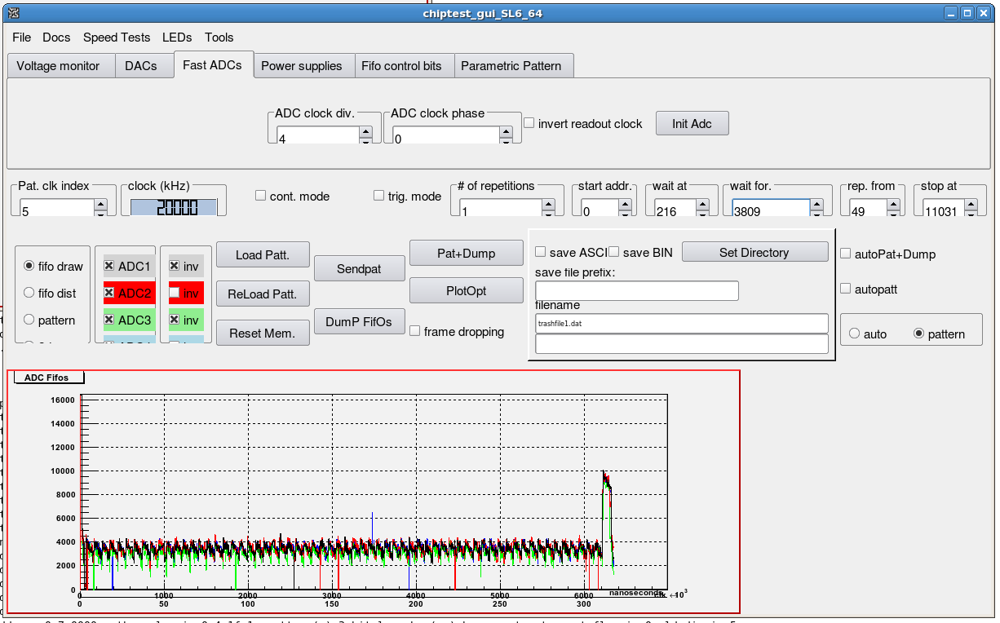 chiptest_gui_SL6_64
File Docs Speed Tests LEDs Tools
Voltage monitor DACs Fast ADCs Power supplies Fifo control bits Parametric Pattern
ADC clock div. ADC clock phase
4 0 invert readout clock Init Adc
Pat. clk index clock (kHz) cont. mode trig. mode # of repetitions start addr. wait at wait for. rep. from stop at
5 20000 1 0 216 3809 49 11031
fifo draw ADC1 inv Load Patt. Sendpat Pat+Dump save ASCI save BIN Set Directory autoPat+Dump
save file prefix:
fifo dist ADC2 inv ReLoad Patt. PlotOpt autopatt
filename
pattern ADC3 inv DumP FifOs trashfile1.dat
Reset Mem. frame dropping auto pattern
ADC Fifos
16000
14000
12000
10000
8000
6000
4000
2000
0
1000 2000 3000 4000 5000 6000 nanoseconds
0 50 100 150 200 250 300